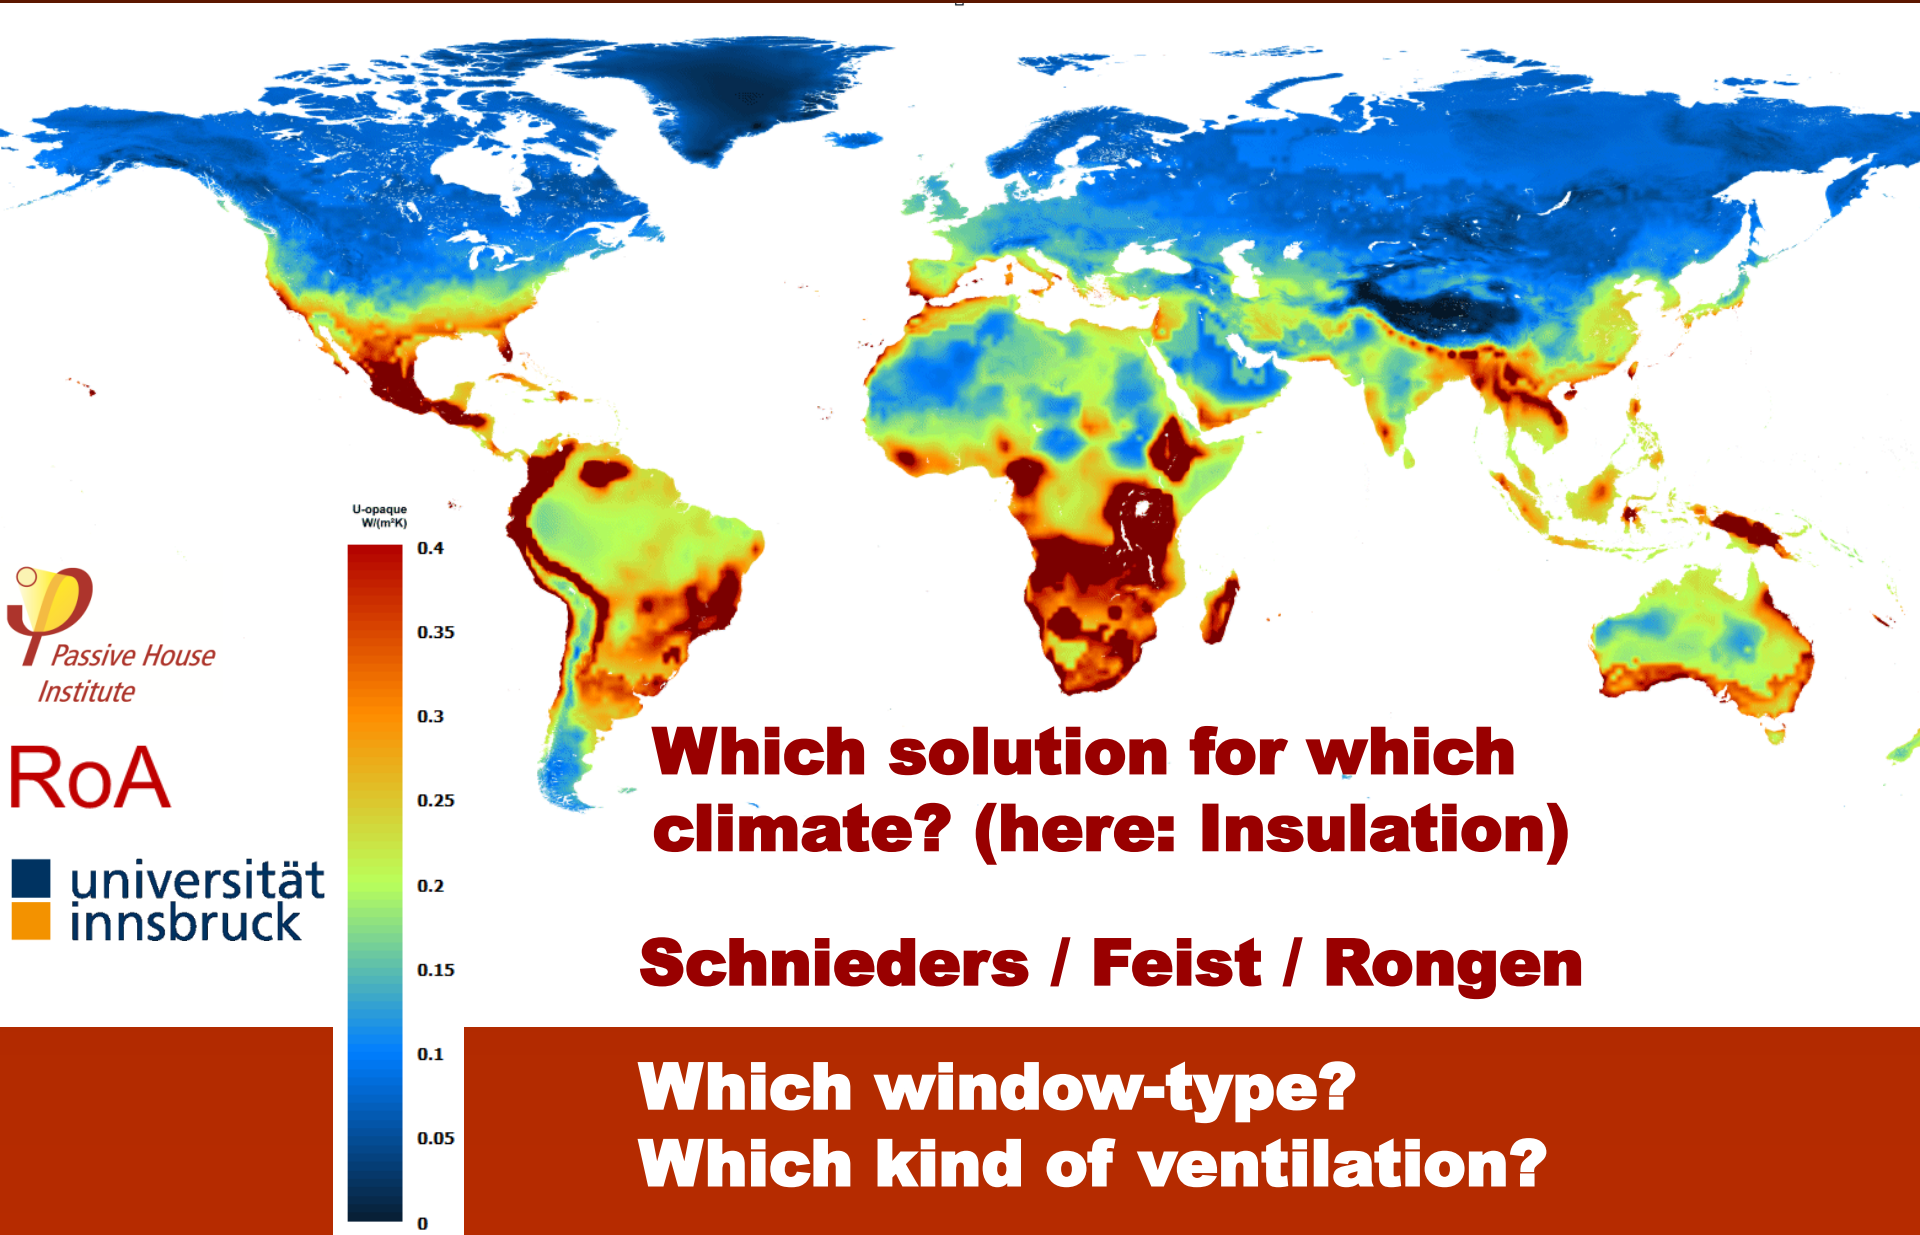 U-opaque
W/(m²K)
0.4
0.35
0.3
0.25
0.2
0.15
0.1
0.05
0
Passive House
Institute
RoA
universität
innsbruck
Which solution for which
climate? (here: Insulation)
Schnieders / Feist / Rongen
Which window-type?
Which kind of ventilation?